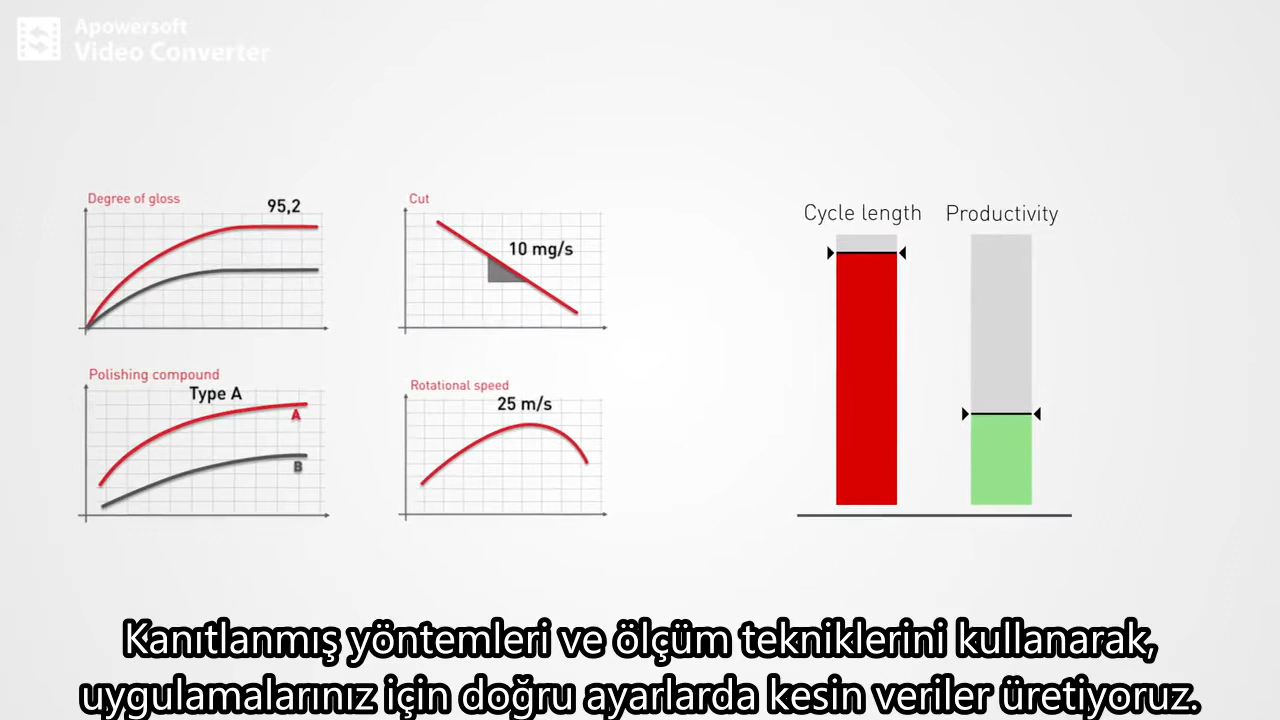 Apowersoft
Video Converter
Degree of gloss
95,2
Cut
10 mg/s
Polishing compound
Type A
A
B
Rotational speed
25 m/s
Cycle length
Productivity
Kanıtlanmış yöntemleri ve ölçüm tekniklerini kullanarak,
uygulamalarınız için doğru ayarlarda kesin veriler üretiyoruz.